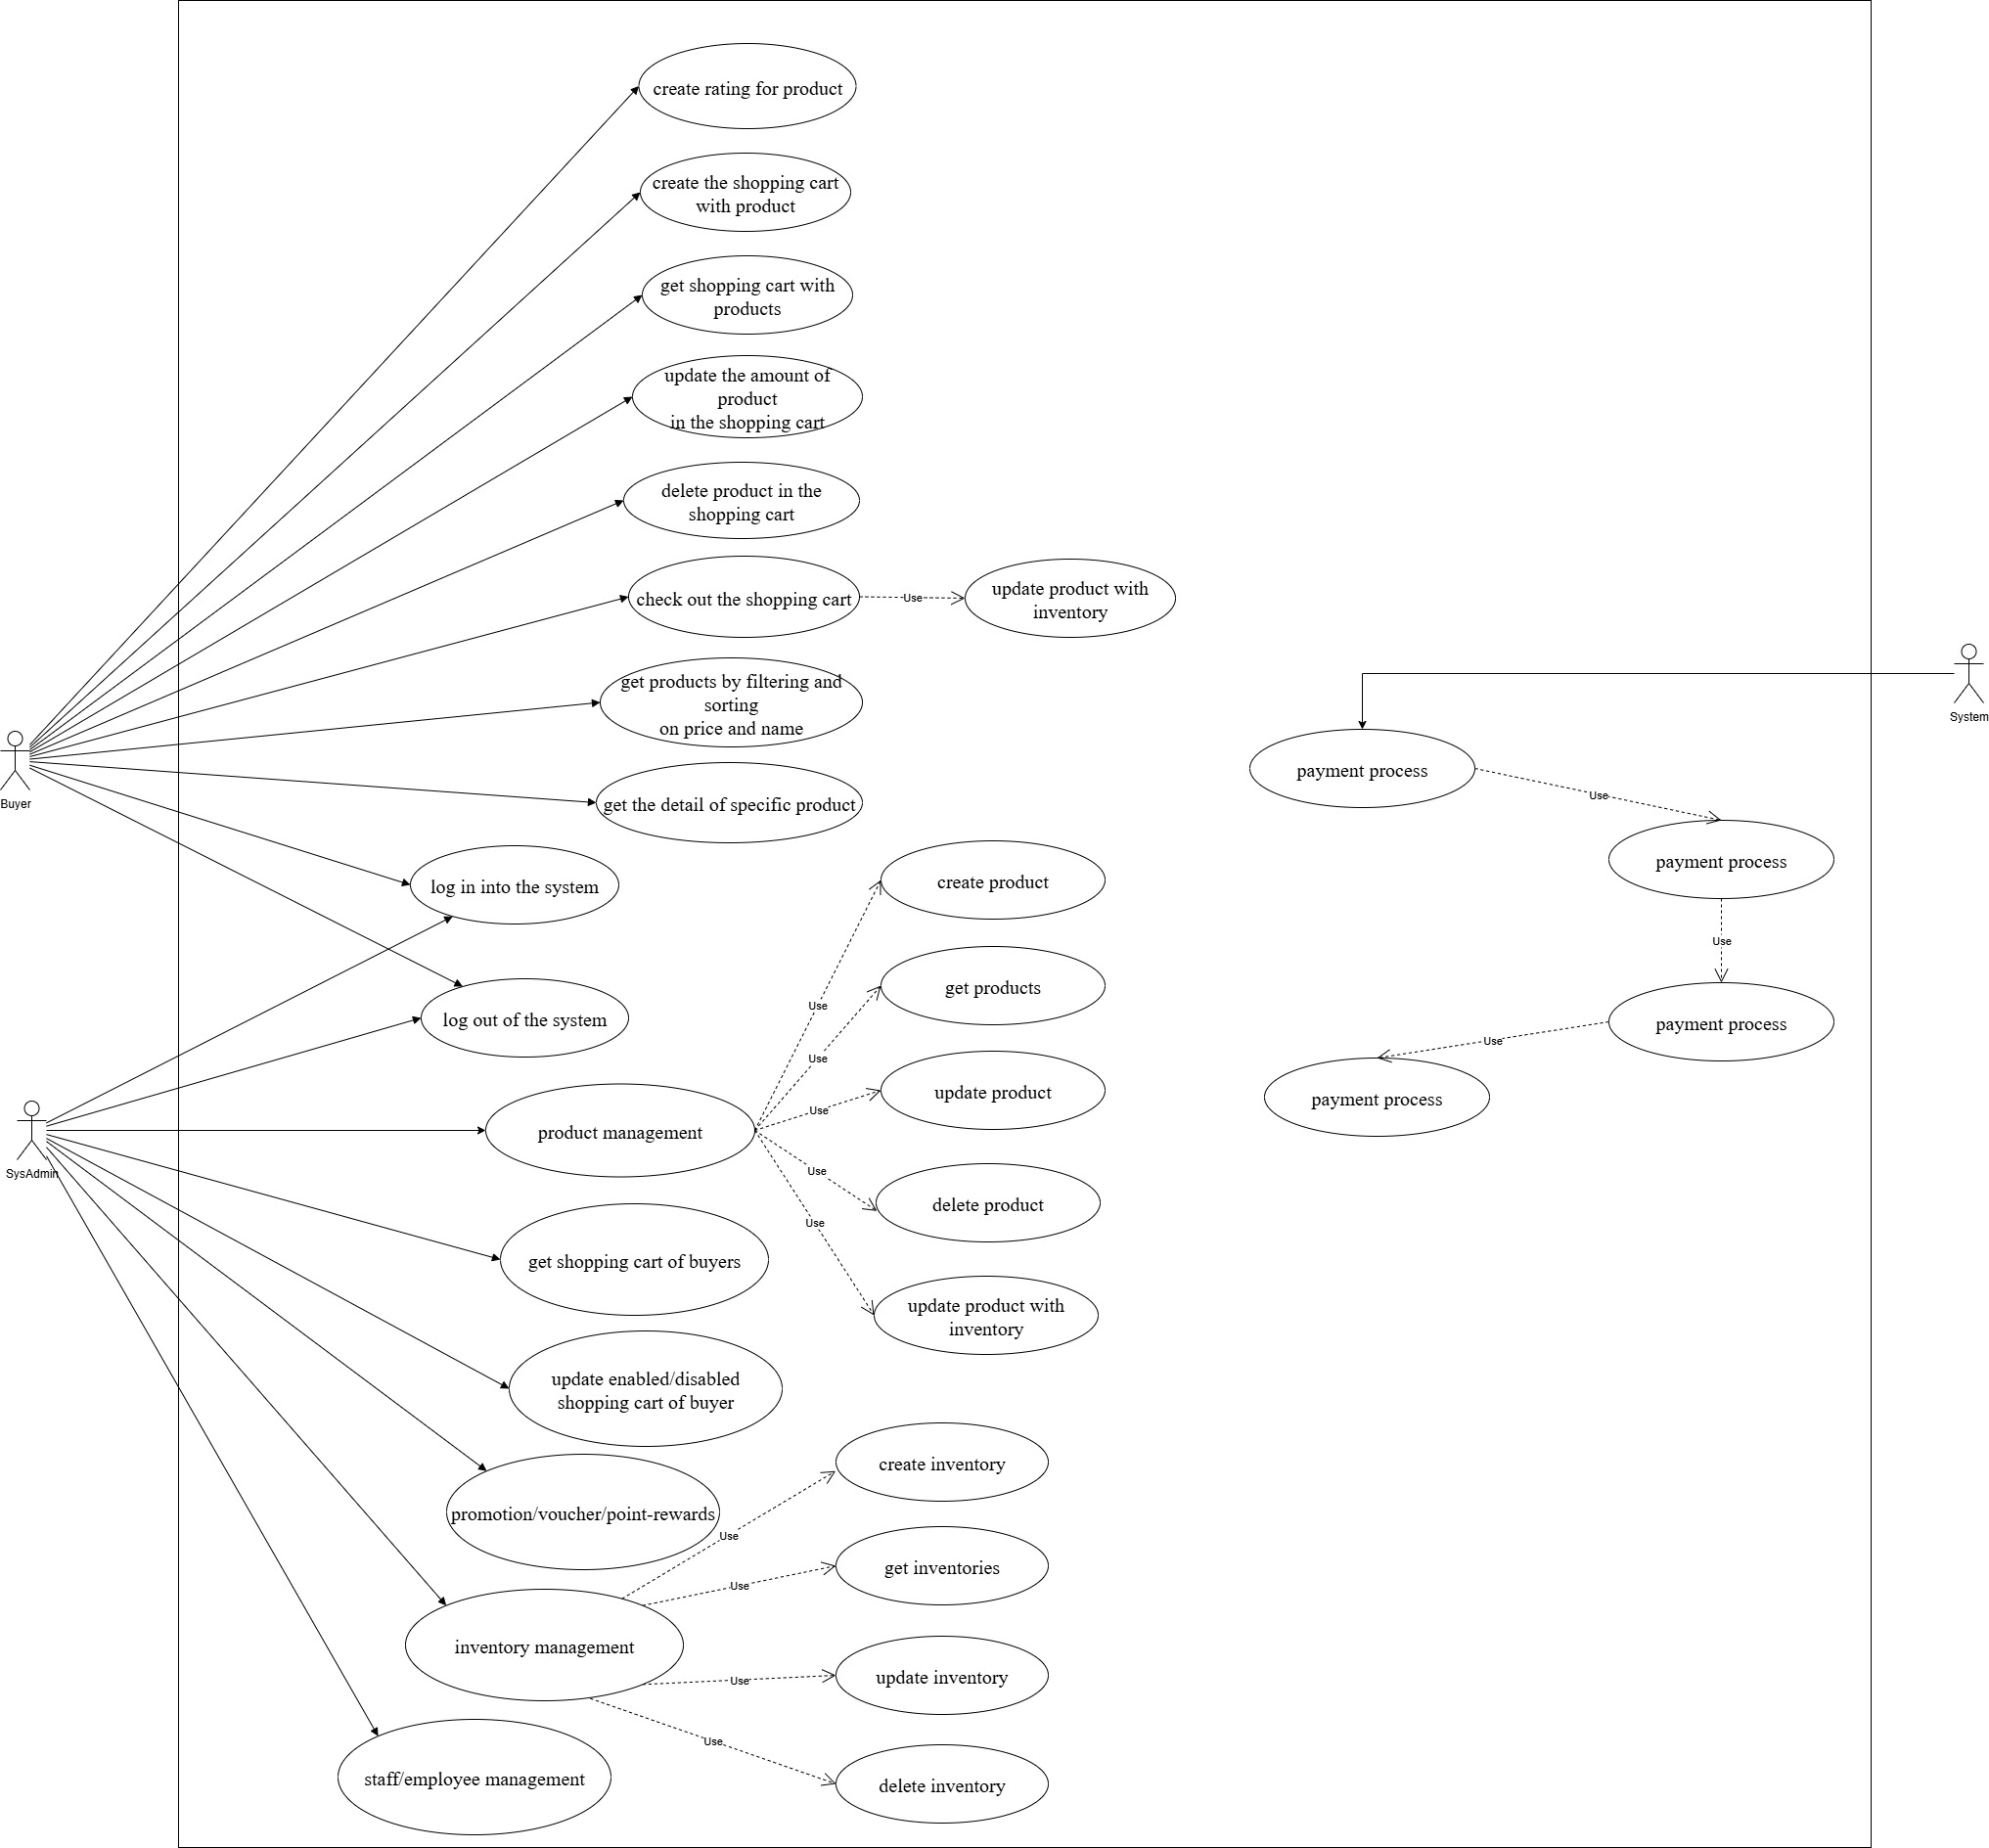 create rating for product
create the shopping cart
with product
get shopping cart with
products
update the amount of
product
in the shopping cart
delete product in the
shopping cart
check out the shopping cart
Use
update product with
inventory
get products by filtering and
sorting
on price and name
get the detail of specific product
Buyer
log in into the system
log out of the system
System
payment process
Use
payment process
Use
payment process
Use
payment process
create product
Use
get products
Use
update product
Use
delete product
Use
update product with
inventory
Use
product management
SysAdmin
get shopping cart of buyers
update enabled/disabled
shopping cart of buyer
promotion/voucher/point-rewards
create inventory
Use
get inventories
Use
inventory management
update inventory
Use
delete inventory
Use
staff/employee management